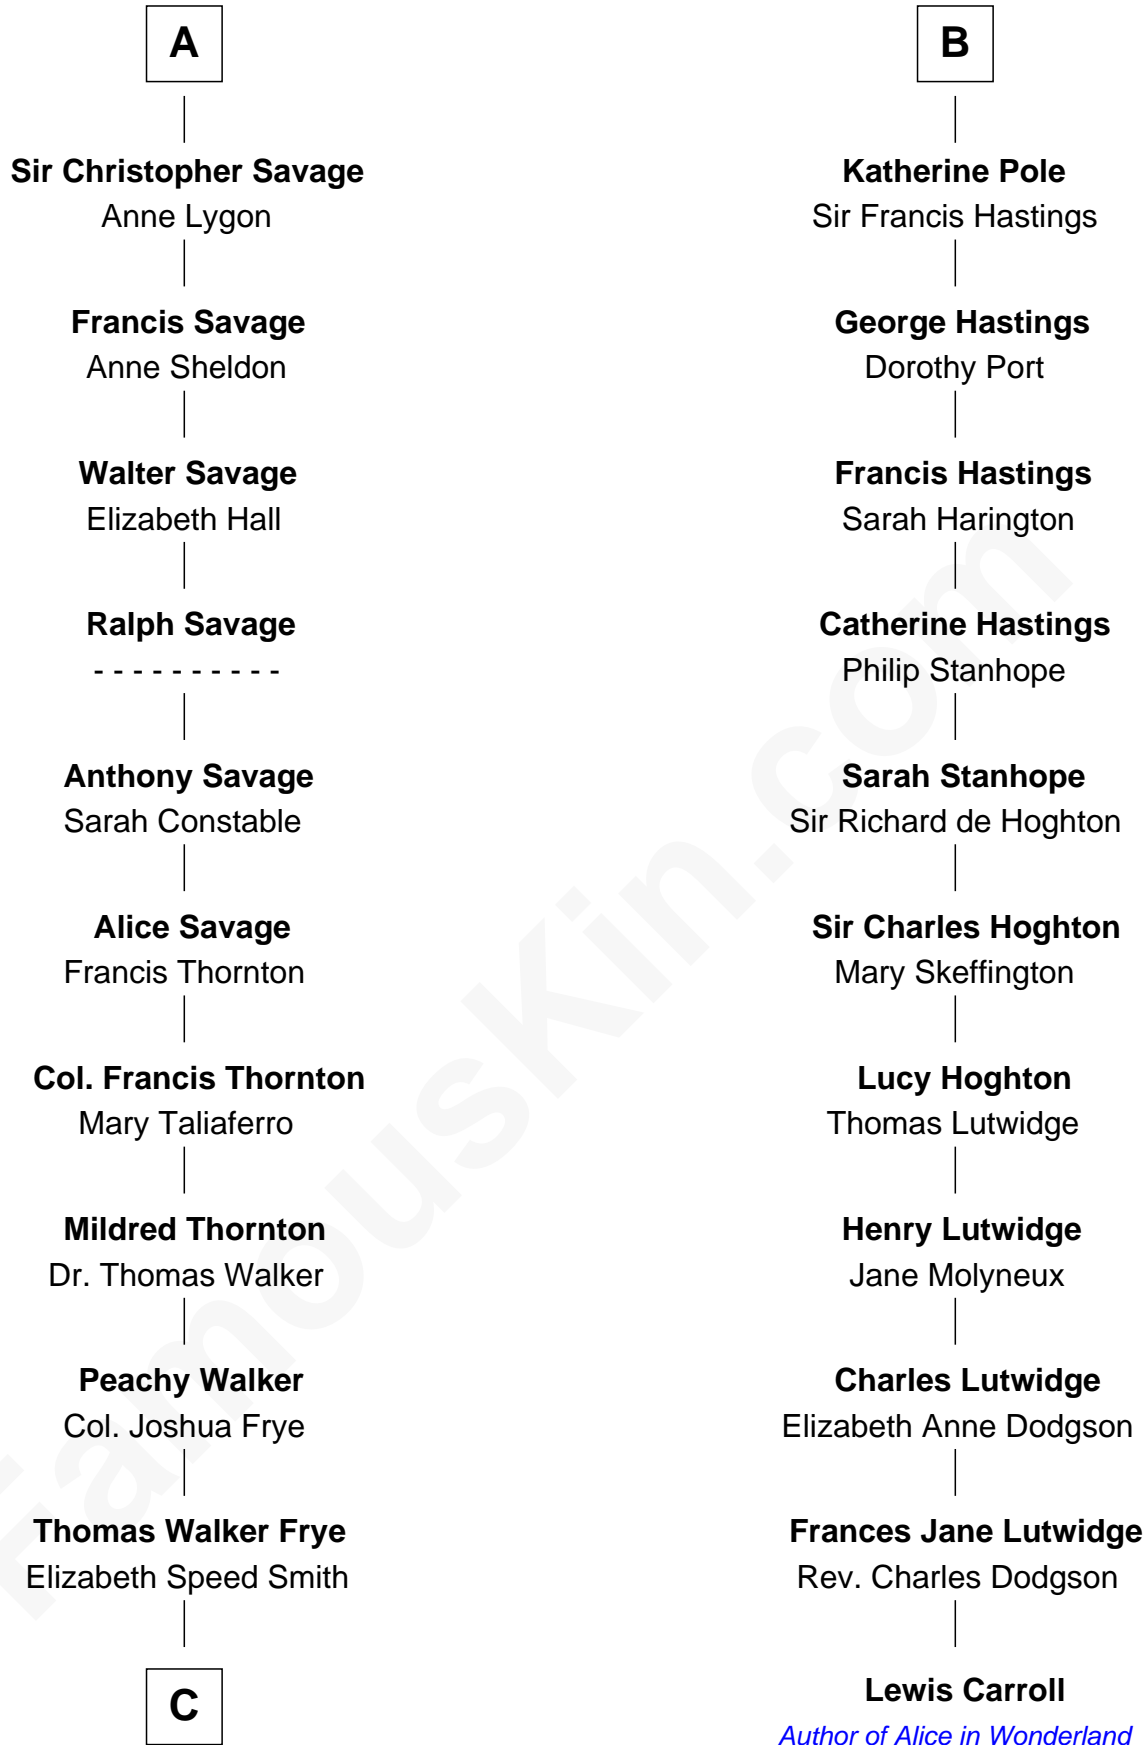 A
Sir Christopher Savage
Anne Lygon
Francis Savage
Anne Sheldon
Walter Savage
Elizabeth Hall
Ralph Savage
- - - - - - - - - -
Anthony Savage
Sarah Constable
Alice Savage
Francis Thornton
Col. Francis Thornton
Mary Taliaferro
Mildred Thornton
Dr. Thomas Walker
Peachy Walker
Col. Joshua Frye
Thomas Walker Frye
Elizabeth Speed Smith
C
B
Katherine Pole
Sir Francis Hastings
George Hastings
Dorothy Port
Francis Hastings
Sarah Harington
Catherine Hastings
Philip Stanhope
Sarah Stanhope
Sir Richard de Hoghton
Sir Charles Hoghton
Mary Skeffington
Lucy Hoghton
Thomas Lutwidge
Henry Lutwidge
Jane Molyneux
Charles Lutwidge
Elizabeth Anne Dodgson
Frances Jane Lutwidge
Rev. Charles Dodgson
Lewis Carroll
Author of Alice in Wonderland
FamousKin.com